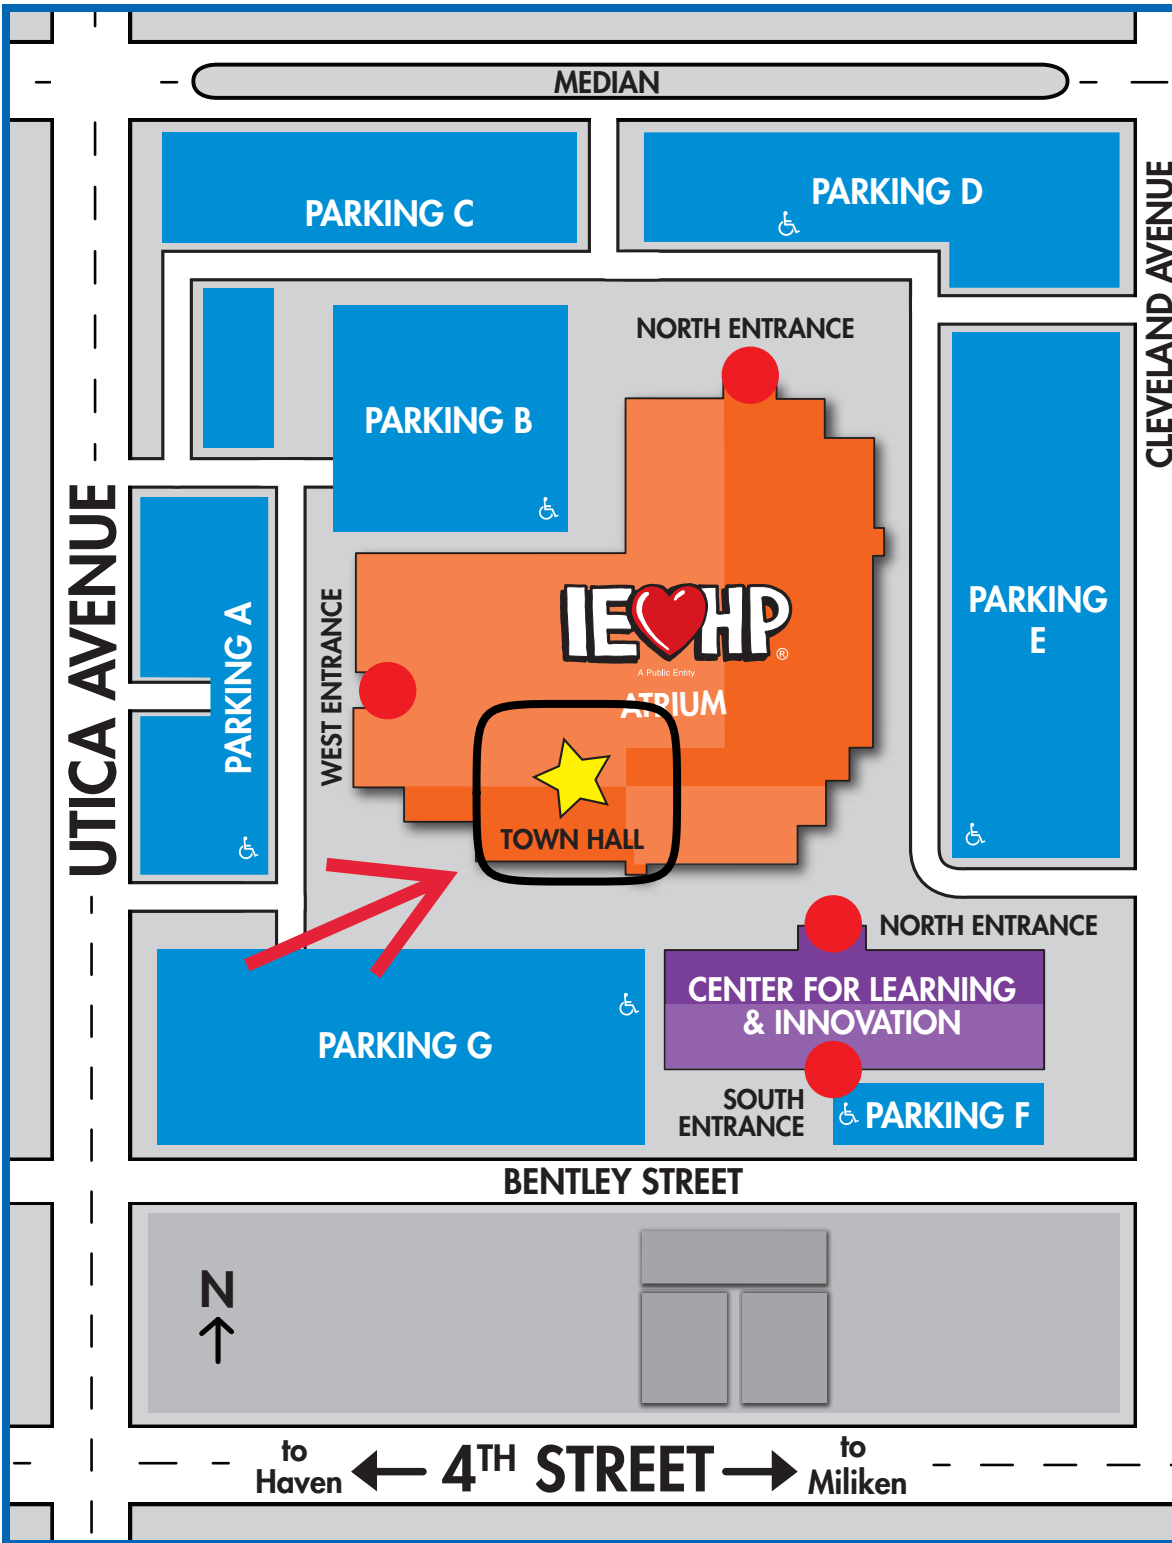 MEDIAN
PARKING C
PARKING D
CLEVELAND AVENUE
NORTH ENTRANCE
PARKING B
UTICA AVENUE
PARKING A
WEST ENTRANCE
IEHP®
A Public Entity
ATRIUM
PARKING
E
TOWN HALL
NORTH ENTRANCE
CENTER FOR LEARNING
& INNOVATION
PARKING G
SOUTH
ENTRANCE
PARKING F
BENTLEY STREET
N
to
Haven
4TH STREET
to
Miliken